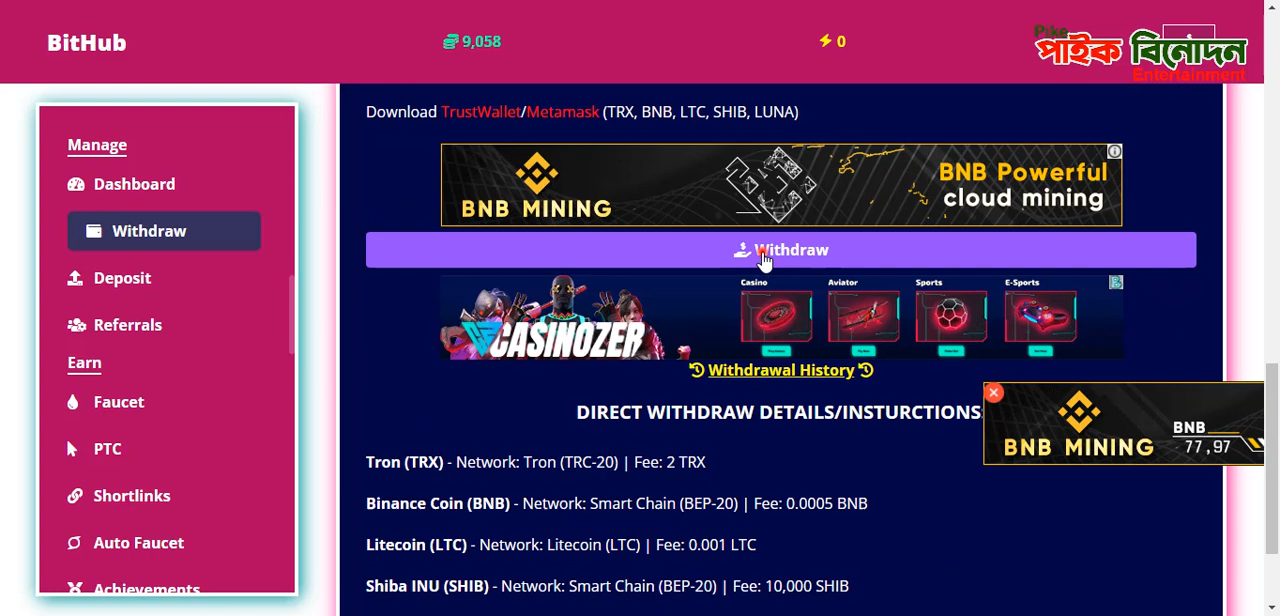 BitHub
9,058
0
Pike
পাইক বিনোদন
Entertainment
Manage
Dashboard
Withdraw
Deposit
Referrals
Earn
Faucet
PTC
Shortlinks
Auto Faucet
Achievements
Download TrustWallet/Metamask (TRX, BNB, LTC, SHIB, LUNA)
BNB MINING
BNB Powerful
cloud mining
Withdraw
CASINOZER
Casino
Aviator
Sports
E-Sports
Withdrawal History
DIRECT WITHDRAW DETAILS/INSTURCTIONS
BNB MINING
BNB
77,97
Tron (TRX) - Network: Tron (TRC-20) | Fee: 2 TRX
Binance Coin (BNB) - Network: Smart Chain (BEP-20) | Fee: 0.0005 BNB
Litecoin (LTC) - Network: Litecoin (LTC) | Fee: 0.001 LTC
Shiba INU (SHIB) - Network: Smart Chain (BEP-20) | Fee: 10,000 SHIB